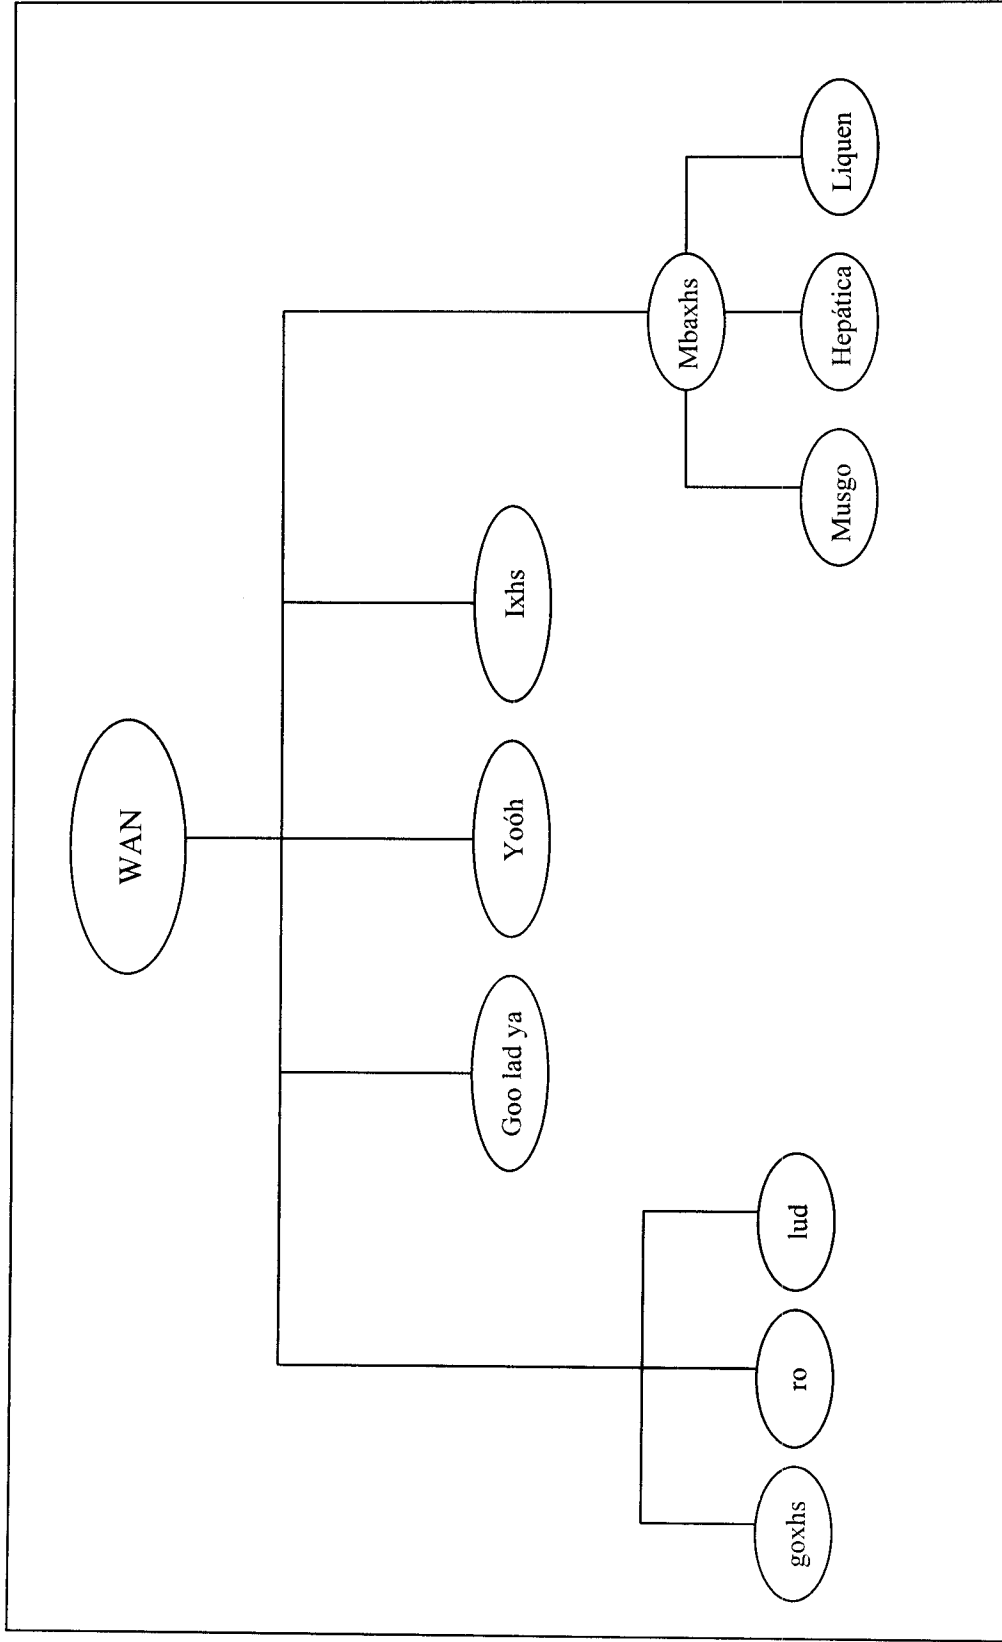 WAN
Goo lad ya
Yoóh
Ixhs
Mbaxhs
goxhs
ro
lud
Musgo
Hepática
Liquen